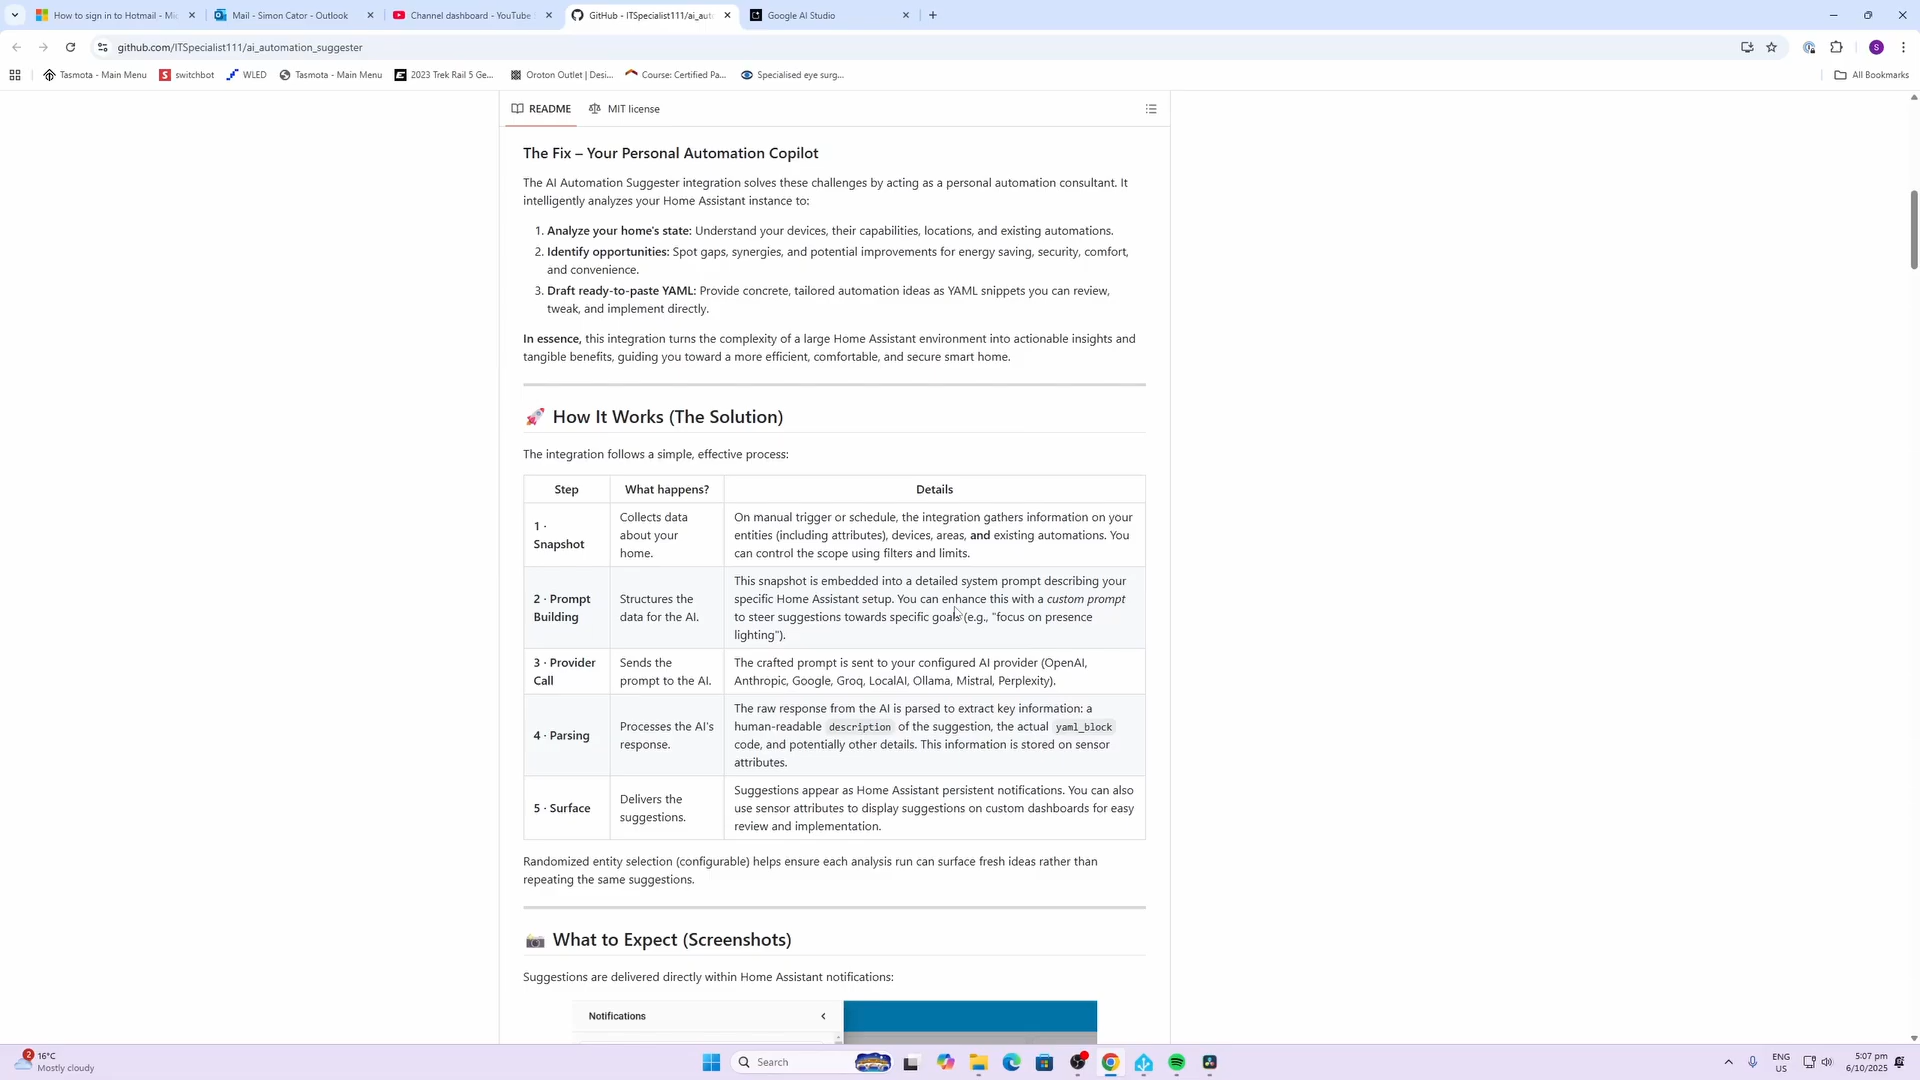 How to sign in to Hotmail - Mic
Mail - Simon Cator - Outlook
Channel dashboard - YouTube S
GitHub - ITSpecialist111/ai_auto
Google AI Studio
github.com/ITSpecialist111/ai_automation_suggester
S
Tasmota - Main Menu
switchbot
WLED
Tasmota - Main Menu
2023 Trek Rail 5 Ge...
Oroton Outlet | Desi...
Course: Certified Pa...
Specialised eye surg...
All Bookmarks
README
MIT license
The Fix – Your Personal Automation Copilot
The AI Automation Suggester integration solves these challenges by acting as a personal automation consultant. It
intelligently analyzes your Home Assistant instance to:
1. Analyze your home's state: Understand your devices, their capabilities, locations, and existing automations.
2. Identify opportunities: Spot gaps, synergies, and potential improvements for energy saving, security, comfort,
and convenience.
3. Draft ready-to-paste YAML: Provide concrete, tailored automation ideas as YAML snippets you can review,
tweak, and implement directly.
In essence, this integration turns the complexity of a large Home Assistant environment into actionable insights and
tangible benefits, guiding you toward a more efficient, comfortable, and secure smart home.
🚀 How It Works (The Solution)
The integration follows a simple, effective process:
Step
What happens?
Details
1 ·
Snapshot
Collects data
about your
home.
On manual trigger or schedule, the integration gathers information on your
entities (including attributes), devices, areas, and existing automations. You
can control the scope using filters and limits.
2 · Prompt
Building
Structures the
data for the AI.
This snapshot is embedded into a detailed system prompt describing your
specific Home Assistant setup. You can enhance this with a custom prompt
to steer suggestions towards specific goals (e.g., "focus on presence
lighting").
3 · Provider
Call
Sends the
prompt to the AI.
The crafted prompt is sent to your configured AI provider (OpenAI,
Anthropic, Google, Groq, LocalAI, Ollama, Mistral, Perplexity).
4 · Parsing
Processes the AI's
response.
The raw response from the AI is parsed to extract key information: a
human-readable description of the suggestion, the actual yaml_block
code, and potentially other details. This information is stored on sensor
attributes.
5 · Surface
Delivers the
suggestions.
Suggestions appear as Home Assistant persistent notifications. You can also
use sensor attributes to display suggestions on custom dashboards for easy
review and implementation.
Randomized entity selection (configurable) helps ensure each analysis run can surface fresh ideas rather than
repeating the same suggestions.
📷 What to Expect (Screenshots)
Suggestions are delivered directly within Home Assistant notifications:
Notifications
2
16°C
Mostly cloudy
Search
ENG
US
5:07 pm
6/10/2025